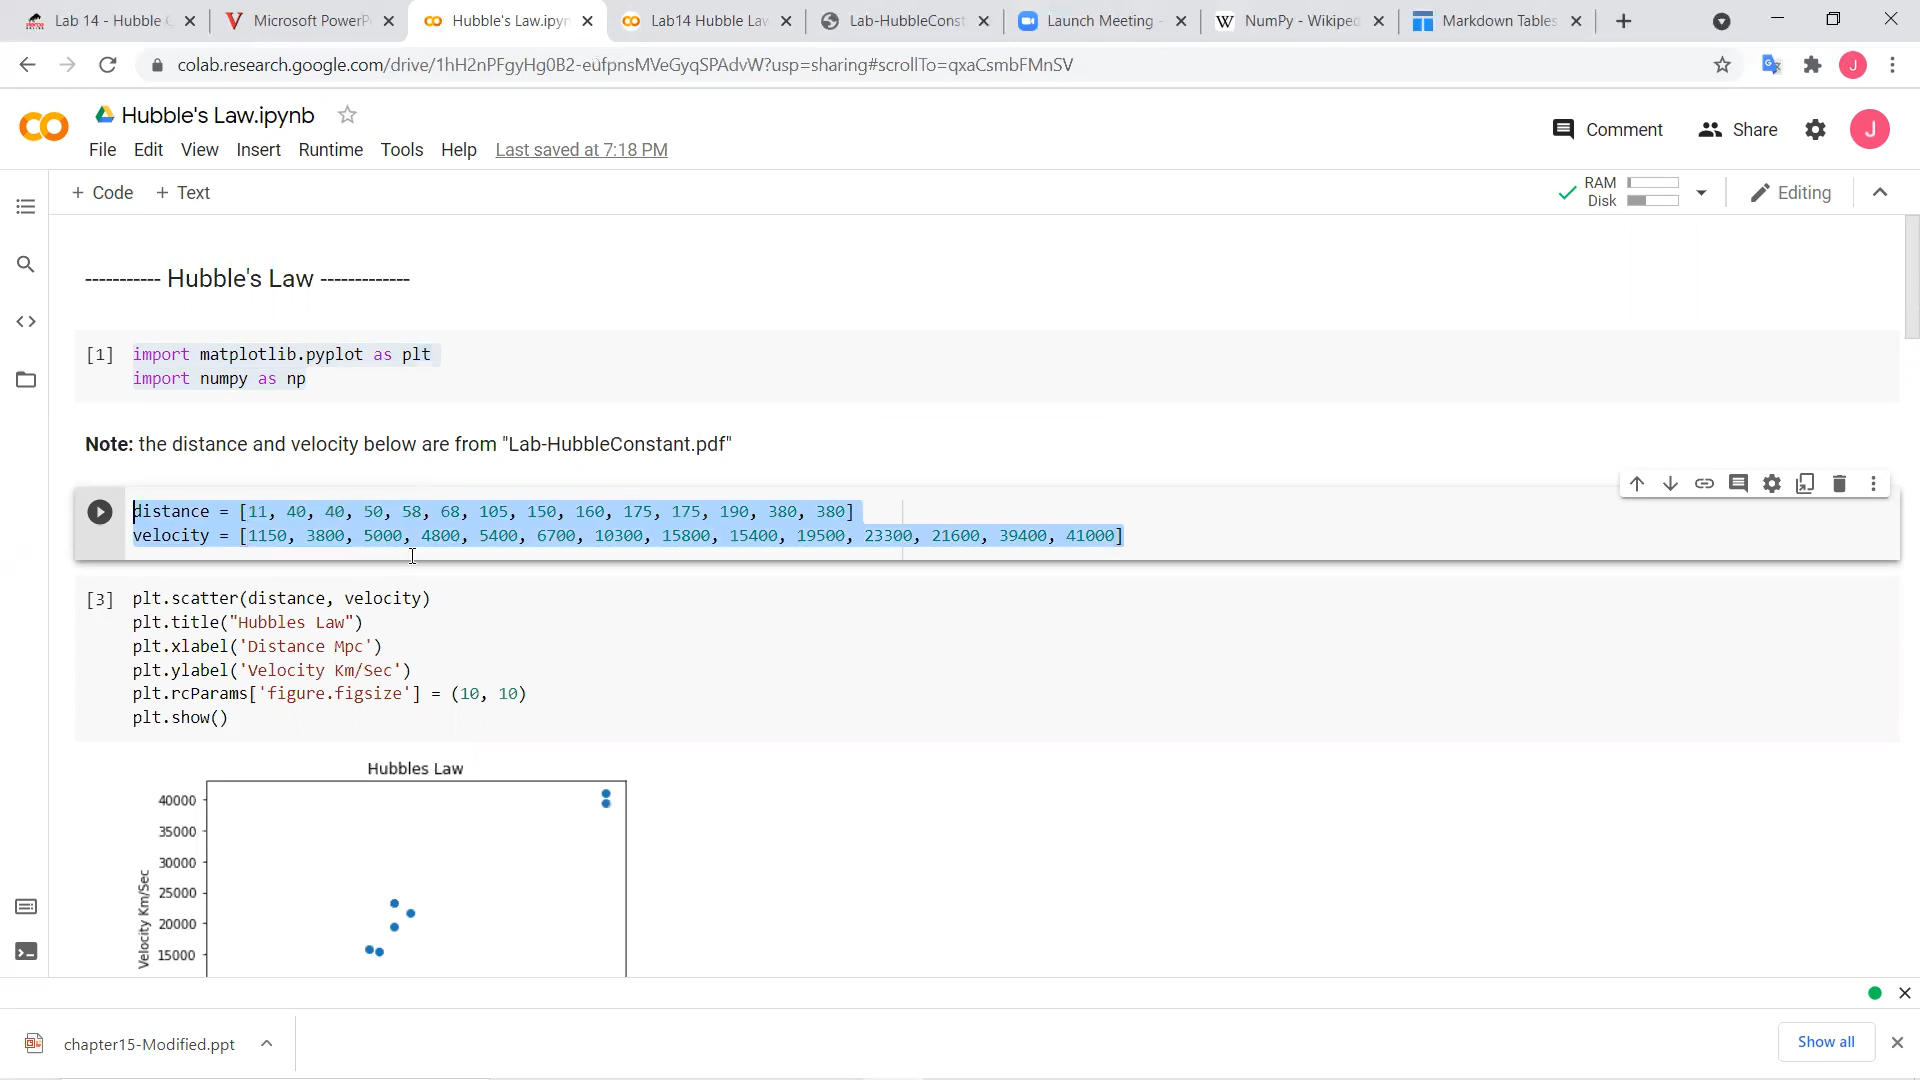 Lab 14 - Hubble
Microsoft PowerP
Hubble's Law.ipyn
Lab14 Hubble Law
Lab-HubbleConst
Launch Meeting -
NumPy - Wikiped
Markdown Tables
colab.research.google.com/drive/1hH2nPFgyHg0B2-eufpnsMVeGyqSPAdvW?usp=sharing#scrollTo=qxaCsmbFMnSV
J
Hubble's Law.ipynb
Comment
Share
J
File Edit View Insert Runtime Tools Help Last saved at 7:18 PM
+ Code + Text
RAM
Disk
Editing
----------- Hubble's Law -------------
[1] import matplotlib.pyplot as plt
import numpy as np
Note: the distance and velocity below are from "Lab-HubbleConstant.pdf"
distance = [11, 40, 40, 50, 58, 68, 105, 150, 160, 175, 175, 190, 380, 380]
velocity = [1150, 3800, 5000, 4800, 5400, 6700, 10300, 15800, 15400, 19500, 23300, 21600, 39400, 41000]
[3] plt.scatter(distance, velocity)
plt.title("Hubbles Law")
plt.xlabel('Distance Mpc')
plt.ylabel('Velocity Km/Sec')
plt.rcParams['figure.figsize'] = (10, 10)
plt.show()
Hubbles Law
40000
35000
30000
25000
20000
15000
Velocity Km/Sec
chapter15-Modified.ppt
Show all